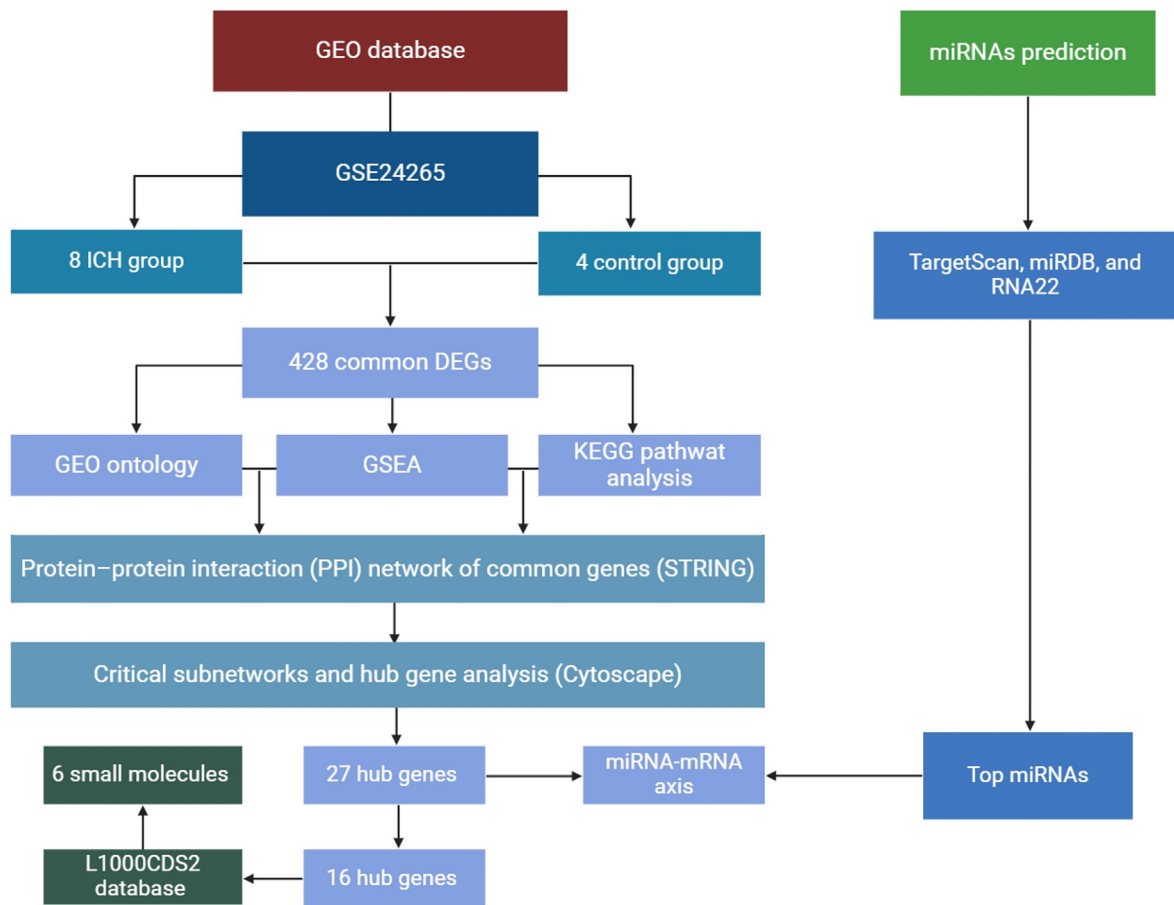 GEO database
miRNAs prediction
GSE24265
8 ICH group
4 control group
TargetScan, miRDB, and
RNA22
428 common DEGs
GEO ontology
GSEA
KEGG pathwat
analysis
Protein–protein interaction (PPI) network of common genes (STRING)
Critical subnetworks and hub gene analysis (Cytoscape)
6 small molecules
27 hub genes
miRNA-mRNA
axis
Top miRNAs
L1000CDS2
database
16 hub genes